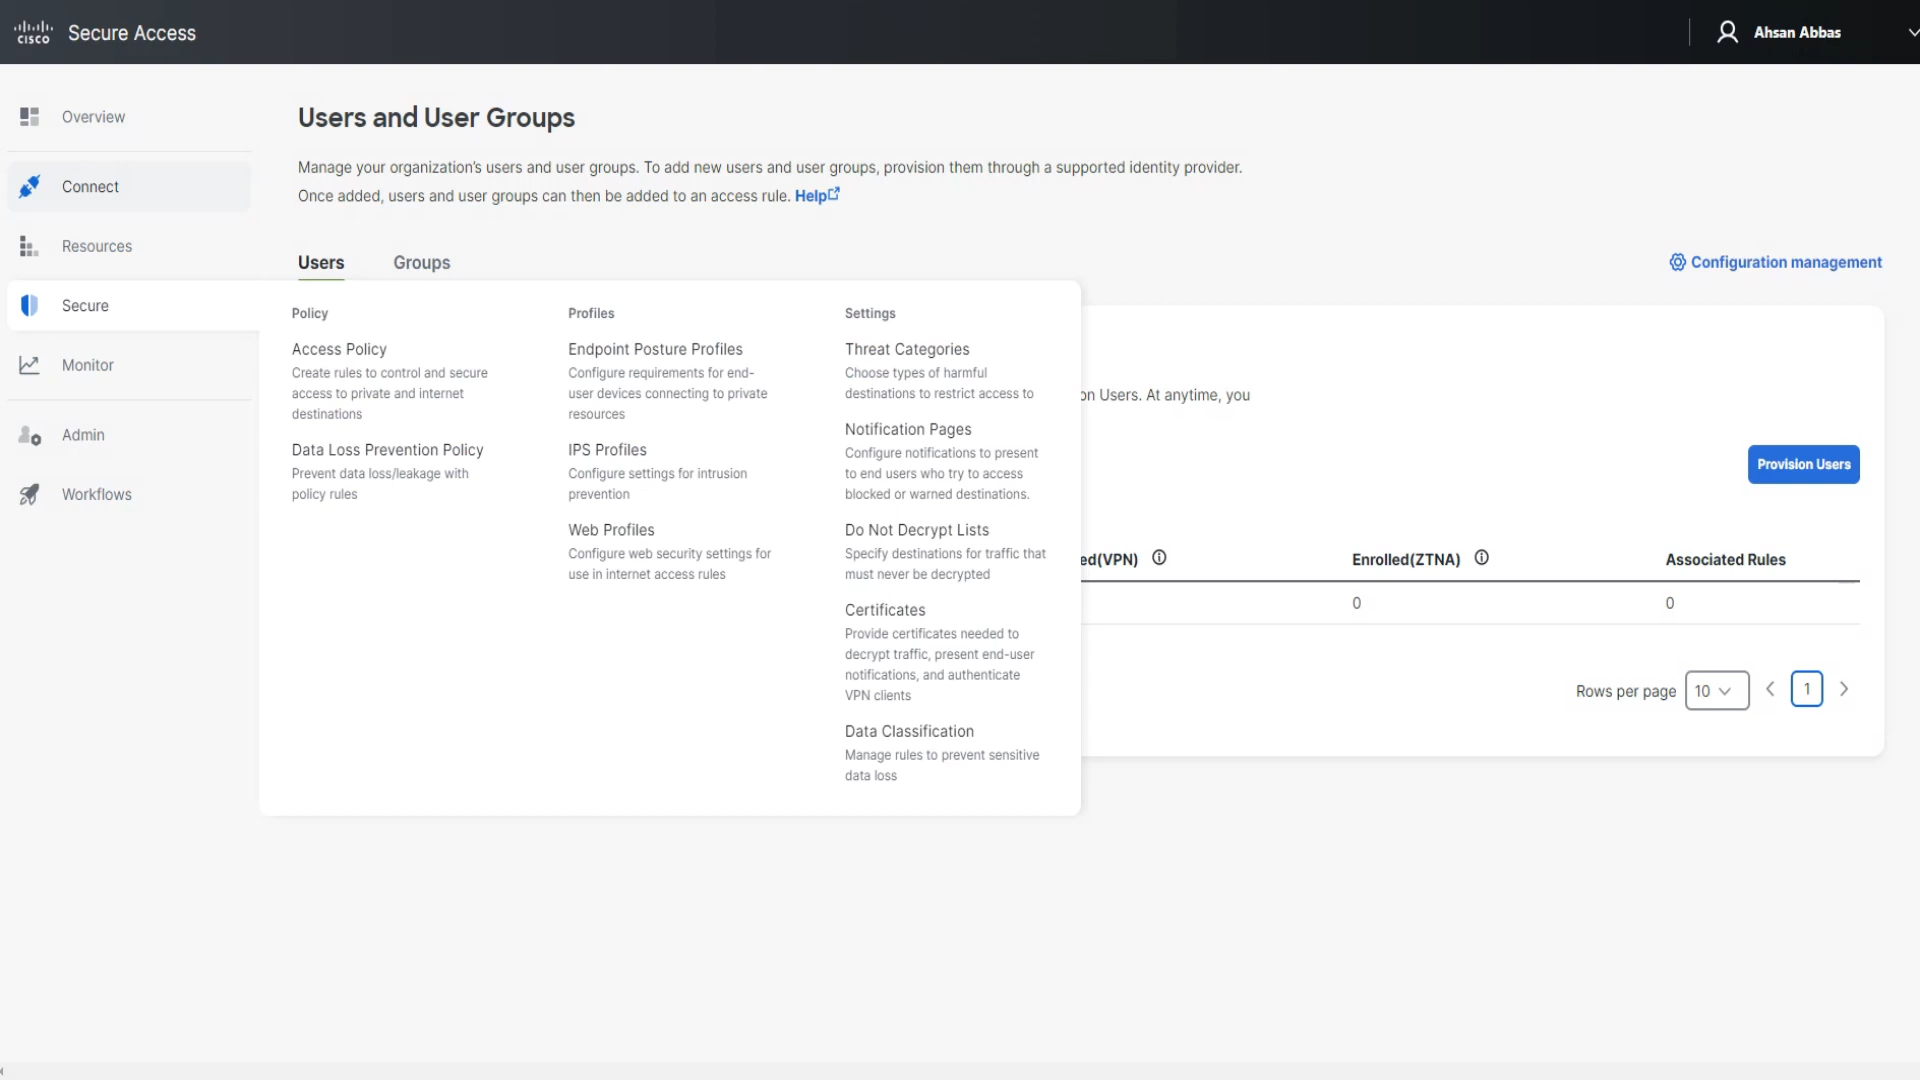 CISCO
Secure Access
Ahsan Abbas
Overview
Connect
Resources
Secure
Monitor
Admin
Workflows
Users and User Groups
Manage your organization's users and user groups. To add new users and user groups, provision them through a supported identity provider.
Once added, users and user groups can then be added to an access rule. Help
Users
Groups
Configuration management
Policy
Access Policy
Create rules to control and secure
access to private and internet
destinations
Data Loss Prevention Policy
Prevent data loss/leakage with
policy rules
Profiles
Endpoint Posture Profiles
Configure requirements for end-
user devices connecting to private
resources
IPS Profiles
Configure settings for intrusion
prevention
Web Profiles
Configure web security settings for
use in internet access rules
Settings
Threat Categories
Choose types of harmful
destinations to restrict access to
Notification Pages
Configure notifications to present
to end users who try to access
blocked or warned destinations.
Do Not Decrypt Lists
Specify destinations for traffic that
must never be decrypted
Certificates
Provide certificates needed to
decrypt traffic, present end-user
notifications, and authenticate
VPN clients
Data Classification
Manage rules to prevent sensitive
data loss
on Users. At anytime, you
Provision Users
ed(VPN)
Enrolled(ZTNA)
Associated Rules
0
0
Rows per page
10
1